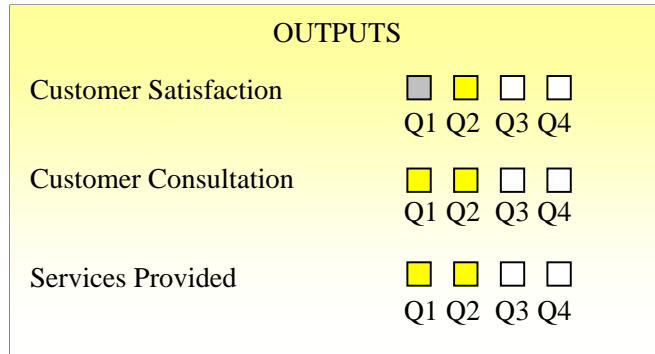 OUTPUTS
Customer Satisfaction
Q1 Q2 Q3 Q4
Customer Consultation
Q1 Q2 Q3 Q4
Services Provided
Q1 Q2 Q3 Q4